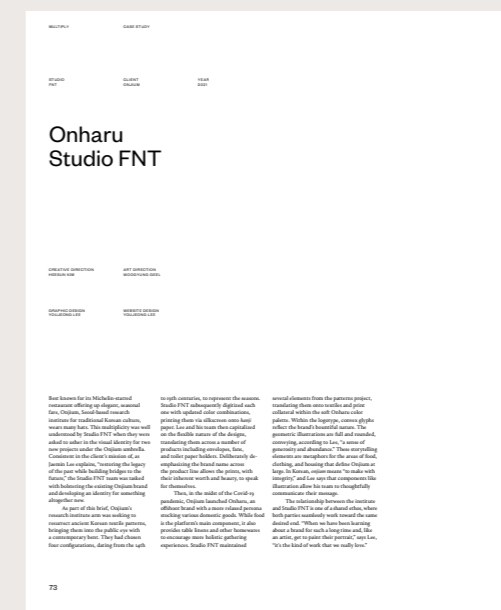 MULTIPLY
CASE STUDY
STUDIO
FNT
CLIENT
ONJIUM
YEAR
2021
Onharu
Studio FNT
CREATIVE DIRECTION
HEESUN KIM
ART DIRECTION
WOOGYUNG GEEL
GRAPHIC DESIGN
YOUJEONG LEE
WEBSITE DESIGN
YOUJEONG LEE
Best known for its Michelin-starred
restaurant offering up elegant, seasonal
fare, Onjium, Seoul-based research
institute for traditional Korean culture,
wears many hats. This multiplicity was well
understood by Studio FNT when they were
asked to usher in the visual identity for two
new projects under the Onjium umbrella.
Consistent in the client's mission of, as
Jaemin Lee explains, "restoring the legacy
of the past while building bridges to the
future," the Studio FNT team was tasked
with bolstering the existing Onjium brand
and developing an identity for something
altogether new.
As part of this brief, Onjium's
research institute arm was seeking to
resurrect ancient Korean textile patterns,
bringing them into the public eye with
a contemporary bent. They had chosen
four configurations, dating from the 14th
to 19th centuries, to represent the seasons.
Studio FNT subsequently digitized each
one with updated color combinations,
printing them via silkscreen onto hanji
paper. Lee and his team then capitalized
on the flexible nature of the designs,
translating them across a number of
products including envelopes, fans,
and toilet paper holders. Deliberately de-
emphasizing the brand name across
the product line allows the prints, with
their inherent worth and beauty, to speak
for themselves.
Then, in the midst of the Covid-19
pandemic, Onjium launched Onharu, an
offshoot brand with a more relaxed persona
stocking various domestic goods. While food
is the platform's main component, it also
provides table linens and other homewares
to encourage more holistic gathering
experiences. Studio FNT maintained
several elements from the patterns project,
translating them onto textiles and print
collateral within the soft Onharu color
palette. Within the logotype, convex glyphs
reflect the brand's bountiful nature. The
geometric illustrations are full and rounded,
conveying, according to Lee, "a sense of
generosity and abundance." These storytelling
elements are metaphors for the areas of food,
clothing, and housing that define Onjium at
large. In Korean, onjium means "to make with
integrity," and Lee says that components like
illustration allow his team to thoughtfully
communicate their message.
The relationship between the institute
and Studio FNT is one of a shared ethos, where
both parties seamlessly work toward the same
desired end. "When we have been learning
about a brand for such a long time and, like
an artist, get to paint their portrait," says Lee,
"it's the kind of work that we really love."
73